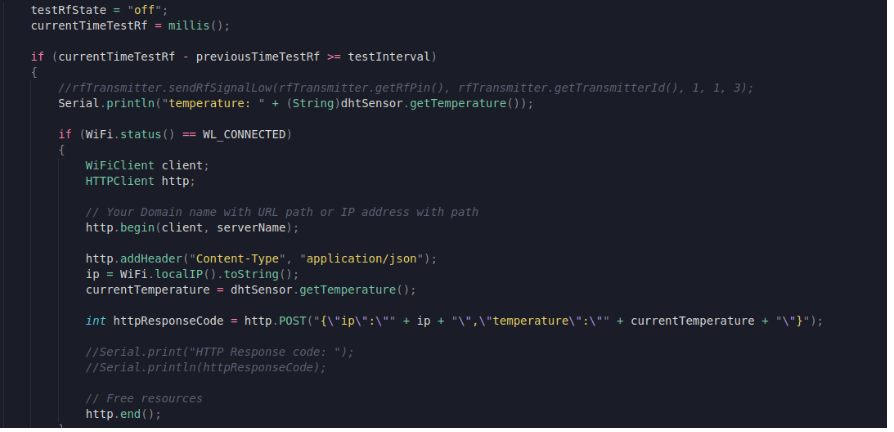 testRfState = "off";
currentTimeTestRf = millis();
if (currentTimeTestRf - previousTimeTestRf >= testInterval)
{
//rfTransmitter.sendRfSignalLow(rfTransmitter.getRfPin(), rfTransmitter.getTransmitterId(), 1, 1, 3);
Serial.println("temperature: " + (String)dhtSensor.getTemperature());
if (WiFi.status() == WL_CONNECTED)
{
WiFiClient client;
HTTPClient http;
// Your Domain name with URL path or IP address with path
http.begin(client, serverName);
http.addHeader("Content-Type", "application/json");
ip = WiFi.localIP().toString();
currentTemperature = dhtSensor.getTemperature();
int httpResponseCode = http.POST("{\"ip\":\"" + ip + "\",\"temperature\":\"" + currentTemperature + "\"}");
//Serial.print("HTTP Response code: ");
//Serial.println(httpResponseCode);
// Free resources
http.end();
}